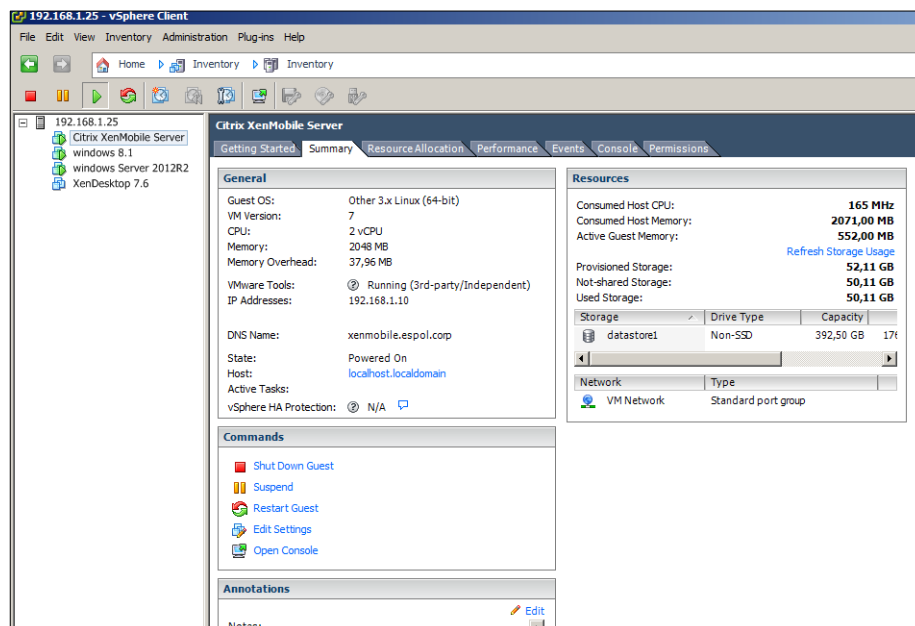 192.168.1.25 - vSphere Client
File Edit View Inventory Administration Plug-ins Help
Home Inventory Inventory
192.168.1.25
Citrix XenMobile Server
windows 8.1
windows Server 2012R2
XenDesktop 7.6
Citrix XenMobile Server
Getting Started Summary Resource Allocation Performance Events Console Permissions
General
Guest OS: Other 3.x Linux (64-bit)
VM Version: 7
CPU: 2 vCPU
Memory: 2048 MB
Memory Overhead: 37,96 MB
VMware Tools: Running (3rd-party/Independent)
IP Addresses: 192.168.1.10
DNS Name: xenmobile.espol.corp
State: Powered On
Host: localhost.localdomain
Active Tasks:
vSphere HA Protection: N/A
Commands
Shut Down Guest
Suspend
Restart Guest
Edit Settings
Open Console
Annotations
Edit
Notes:
Resources
Consumed Host CPU: 165 MHz
Consumed Host Memory: 2071,00 MB
Active Guest Memory: 552,00 MB
Refresh Storage Usage
Provisioned Storage: 52,11 GB
Not-shared Storage: 50,11 GB
Used Storage: 50,11 GB
Storage Drive Type Capacity
datastore1 Non-SSD 392,50 GB 176
Network Type
VM Network Standard port group